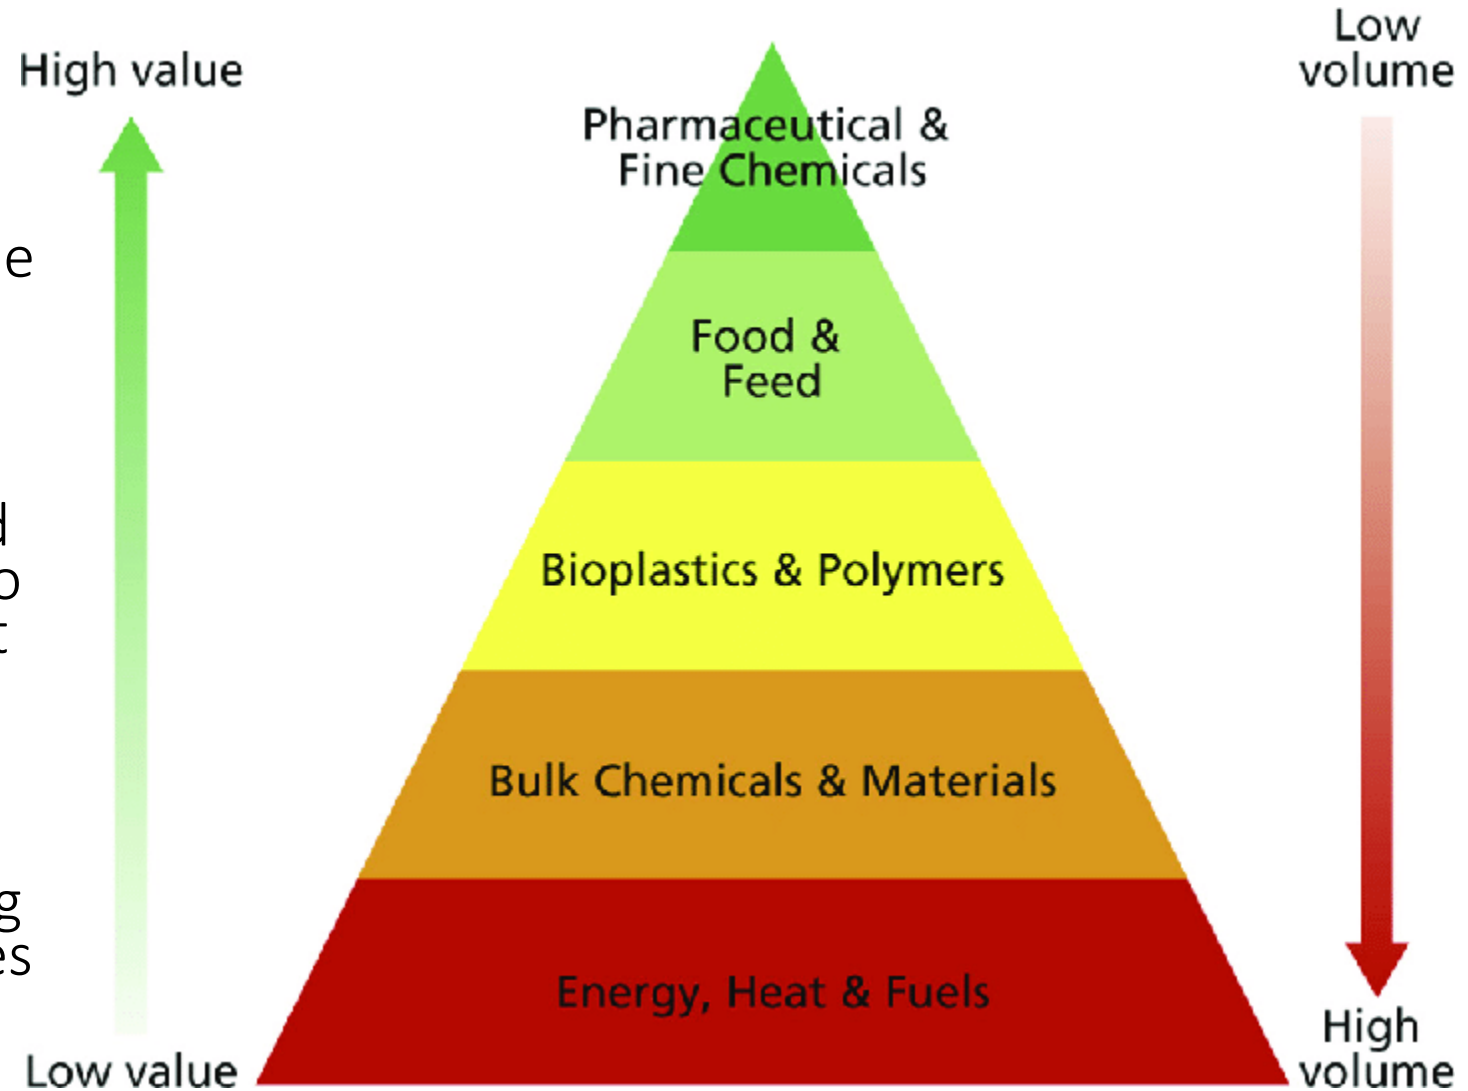 High value
Low
volume
Pharmaceutical &
Fine Chemicals
e
Food &
Feed
d
o
t
Bioplastics & Polymers
Bulk Chemicals & Materials
g
es
Energy, Heat & Fuels
Low value
High
volume